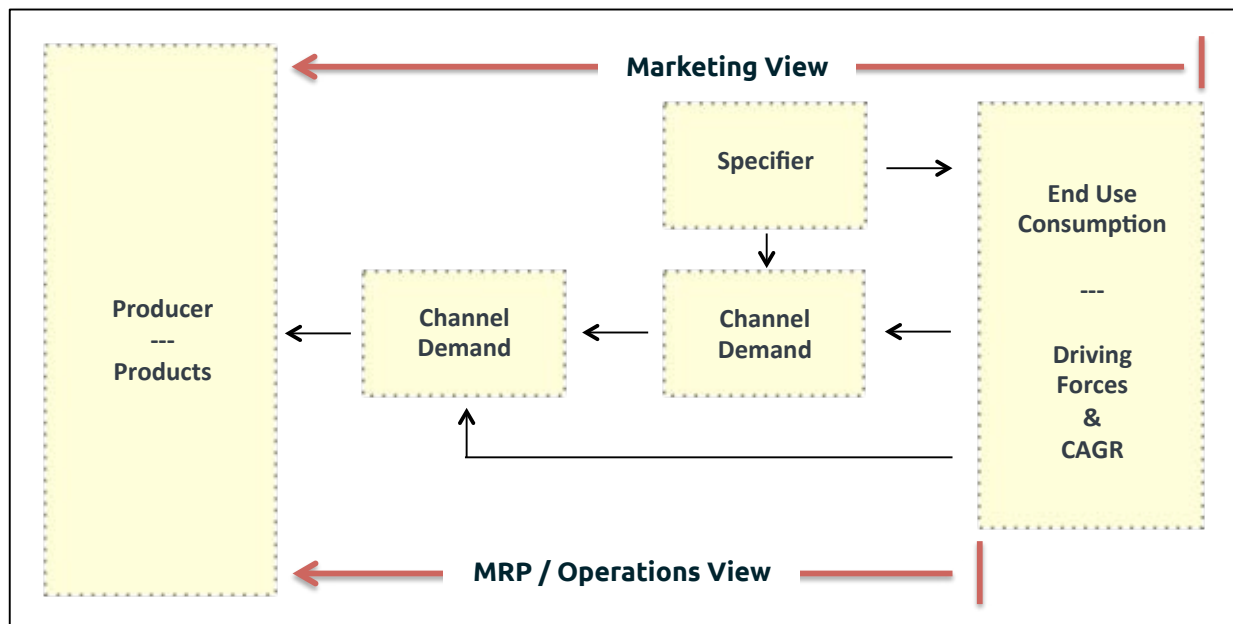 Marketing View
Specifier
End Use
Consumption
---
Driving
Forces
&
CAGR
Producer
---
Products
Channel
Demand
Channel
Demand
MRP / Operations View